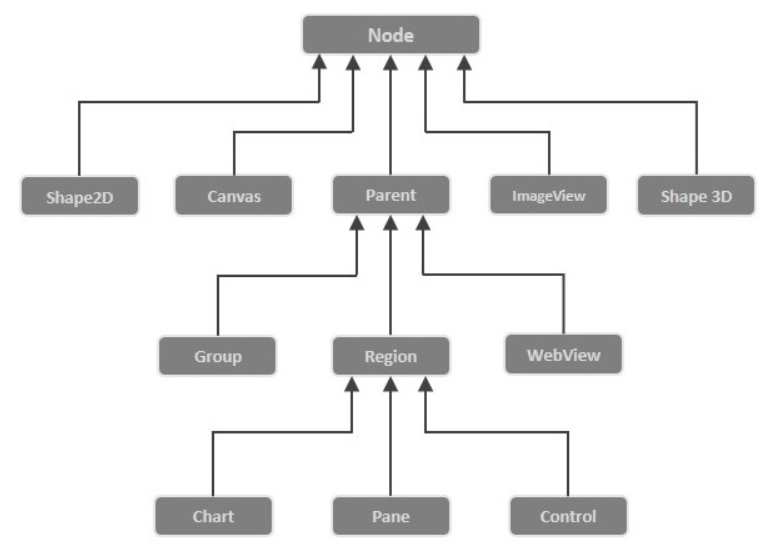 Node
Shape2D
Canvas
Parent
ImageView
Shape 3D
Group
Region
WebView
Chart
Pane
Control